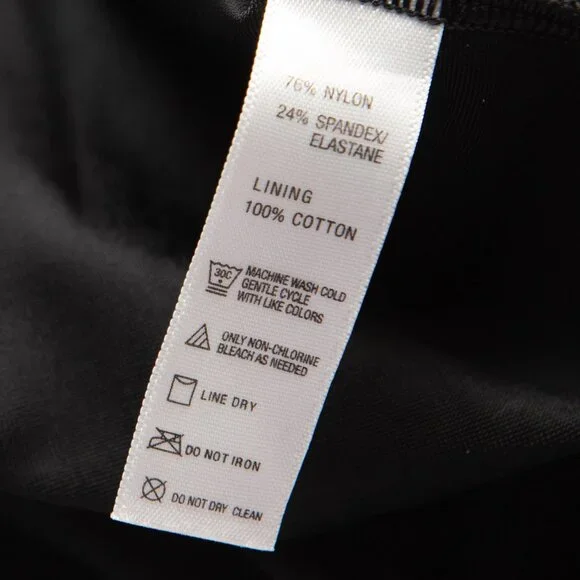 76% NYLON
24% SPANDEX/
ELASTANE
LINING
100% COTTON
30C
MACHINE WASH COLD
GENTLE CYCLE
WITH LIKE COLORS
ONLY NON-CHLORINE
BLEACH AS NEEDED
LINE DRY
DO NOT IRON
DO NOT DRY CLEAN